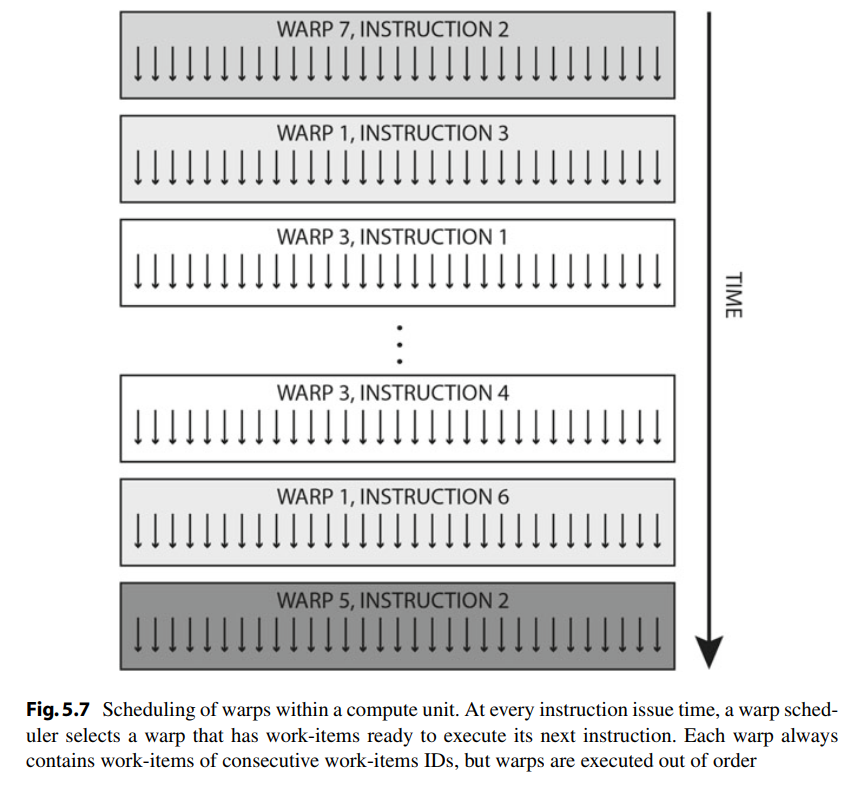 WARP 7, INSTRUCTION 2
WARP 1, INSTRUCTION 3
WARP 3, INSTRUCTION 1
TIME
WARP 3, INSTRUCTION 4
WARP 1, INSTRUCTION 6
WARP 5, INSTRUCTION 2
Fig. 5.7 Scheduling of warps within a compute unit. At every instruction issue time, a warp sched-
uler selects a warp that has work-items ready to execute its next instruction. Each warp always
contains work-items of consecutive work-items IDs, but warps are executed out of order